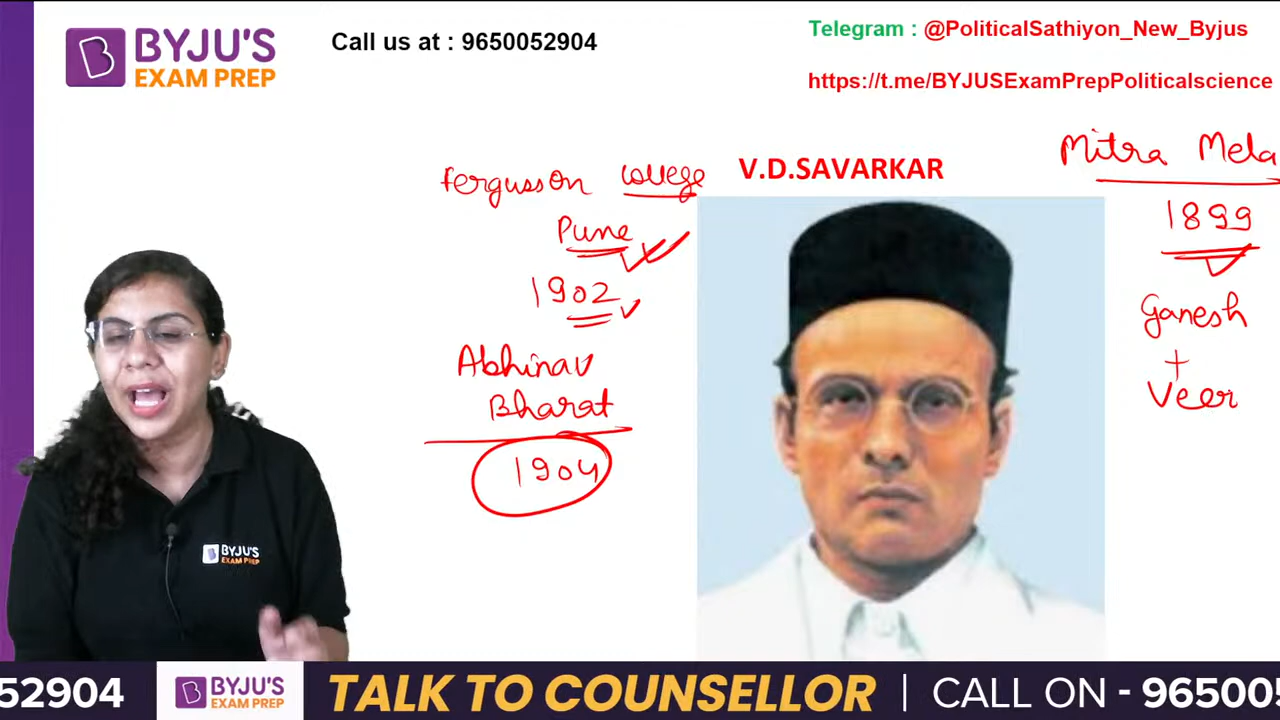 BYJU'S
EXAM PREP
Call us at : 9650052904
Telegram : @PoliticalSathiyon_New_Byjus
https://t.me/BYJUSExamPrepPoliticalscience
V.D.SAVARKAR
Fergusson College
Pune
1902
Abhinav
Bharat
1904
Mitra Mela
1899
Ganesh
+
Veer
BYJU'S
EXAM PREP
52904
BYJU'S
EXAM PREP
TALK TO COUNSELLOR | CALL ON - 965005